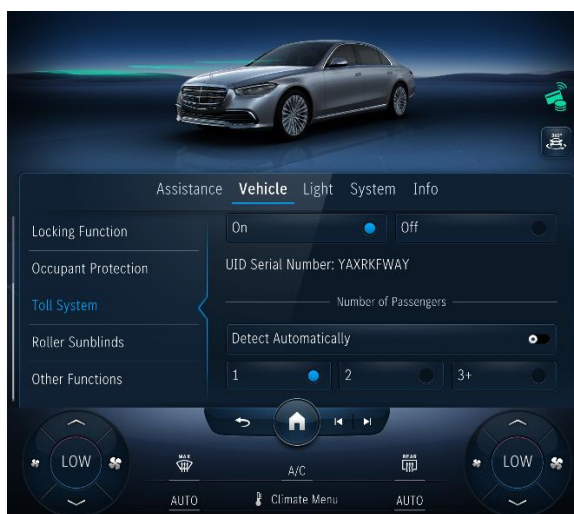 360°
Assistance Vehicle Light System Info
Locking Function
On Off
Occupant Protection
UID Serial Number: YAXRKFWAY
Toll System
Number of Passengers
Roller Sunblinds
Detect Automatically
Other Functions
1 2 3+
LOW
MAX
A/C
REAR
LOW
AUTO
Climate Menu
AUTO